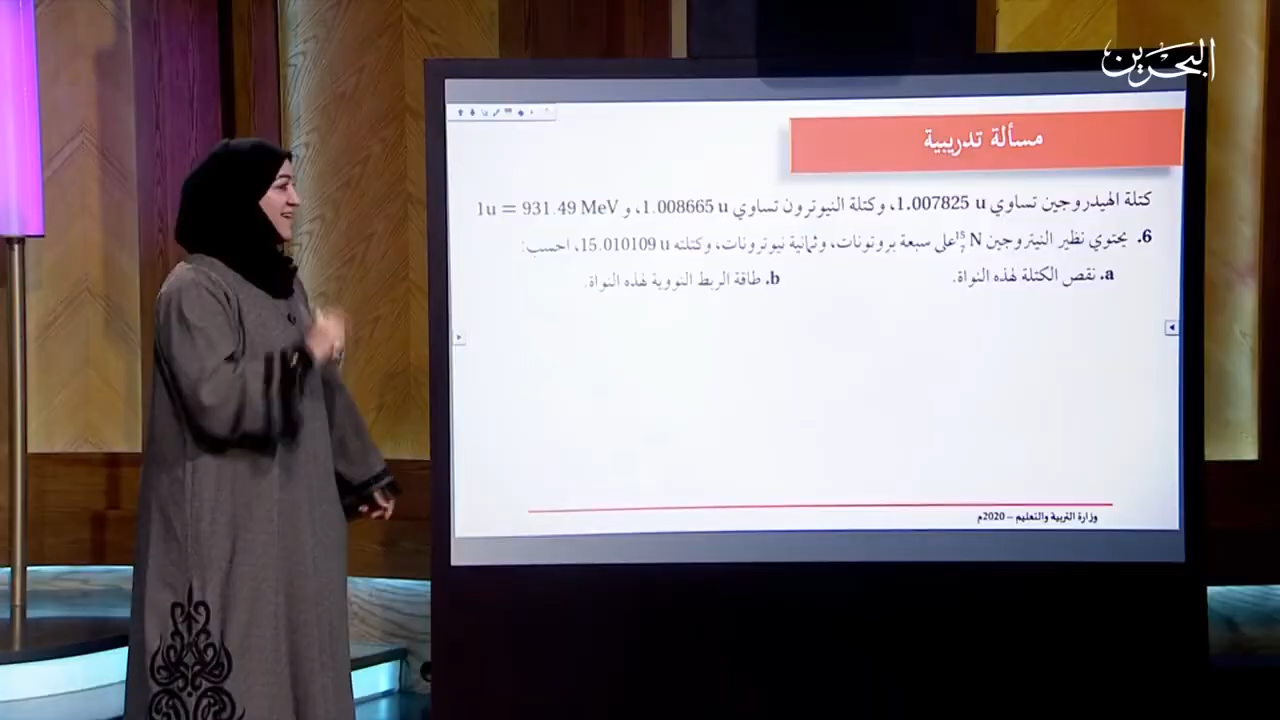 البحرين
مسألة تدريبية
كتلة الهيدروجين تساوي 1.007825 u، وكتلة النيوترون تساوي 1.008665 u، و 1u = 931.49 MeV
6. يحتوي نظير النيتروجين ¹⁵₇N على سبعة بروتونات، وثمانية نيوترونات، وكتلته 15.010109 u، احسب:
a. نقص الكتلة لهذه النواة. b. طاقة الربط النووية لهذه النواة.
وزارة التربية والتعليم – 2020م